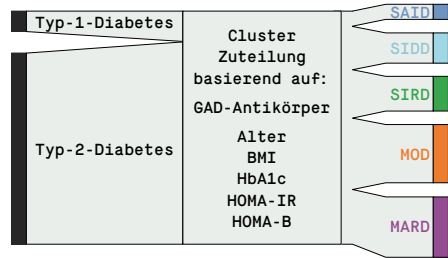 Typ-1-Diabetes
Typ-2-Diabetes
Cluster
Zuteilung
basierend auf:
GAD-Antikörper
Alter
BMI
HbA1c
HOMA-IR
HOMA-B
SAID
SIDD
SIRD
MOD
MARD